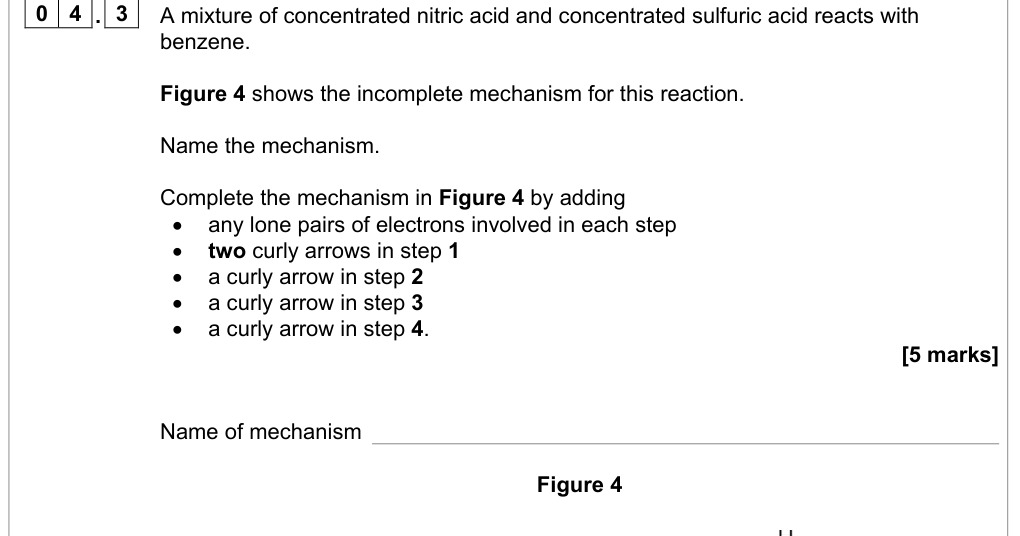 0 4 . 3 A mixture of concentrated nitric acid and concentrated sulfuric acid reacts with
benzene.
Figure 4 shows the incomplete mechanism for this reaction.
Name the mechanism.
Complete the mechanism in Figure 4 by adding
• any lone pairs of electrons involved in each step
• two curly arrows in step 1
• a curly arrow in step 2
• a curly arrow in step 3
• a curly arrow in step 4.
[5 marks]
Name of mechanism
Figure 4